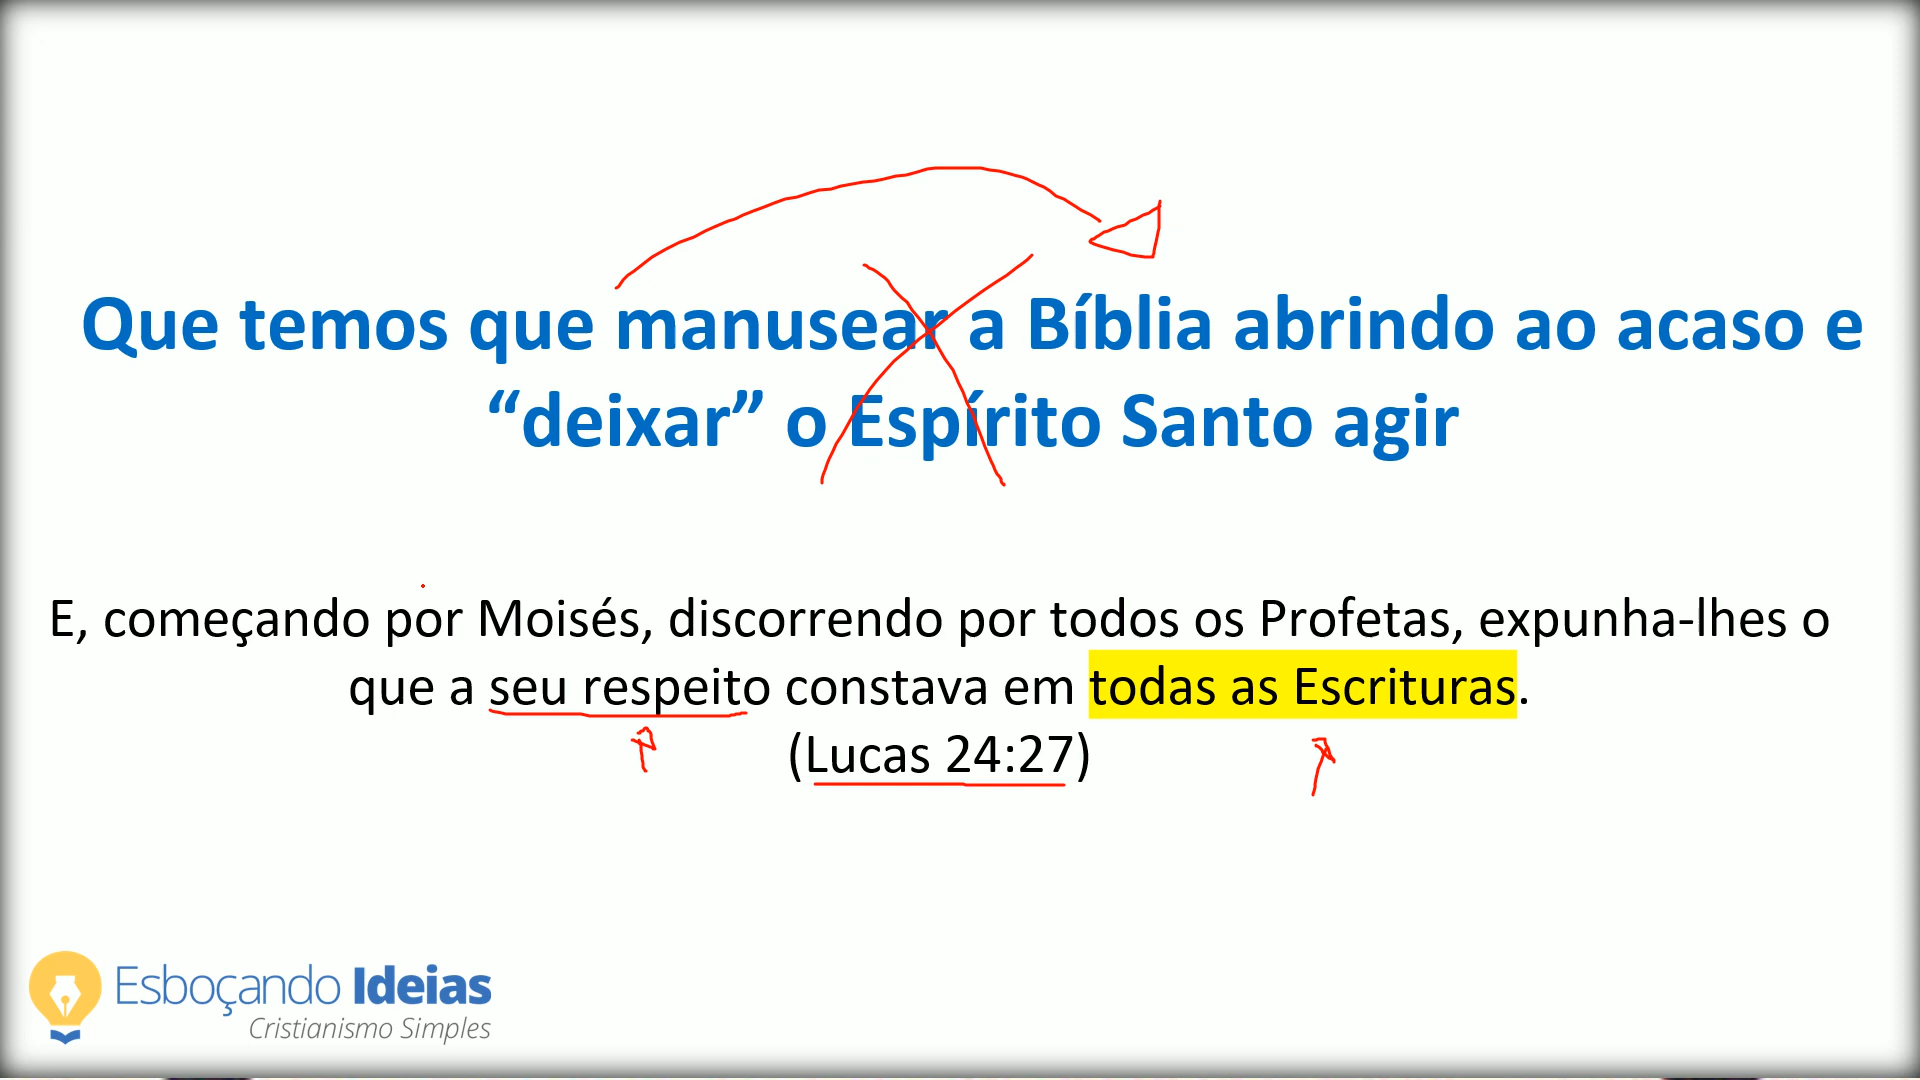 Que temos que manusear a Bíblia abrindo ao acaso e
“deixar” o Espírito Santo agir
E, começando por Moisés, discorrendo por todos os Profetas, expunha-lhes o
que a seu respeito constava em todas as Escrituras.
(Lucas 24:27)
Esboçando Ideias
Cristianismo Simples